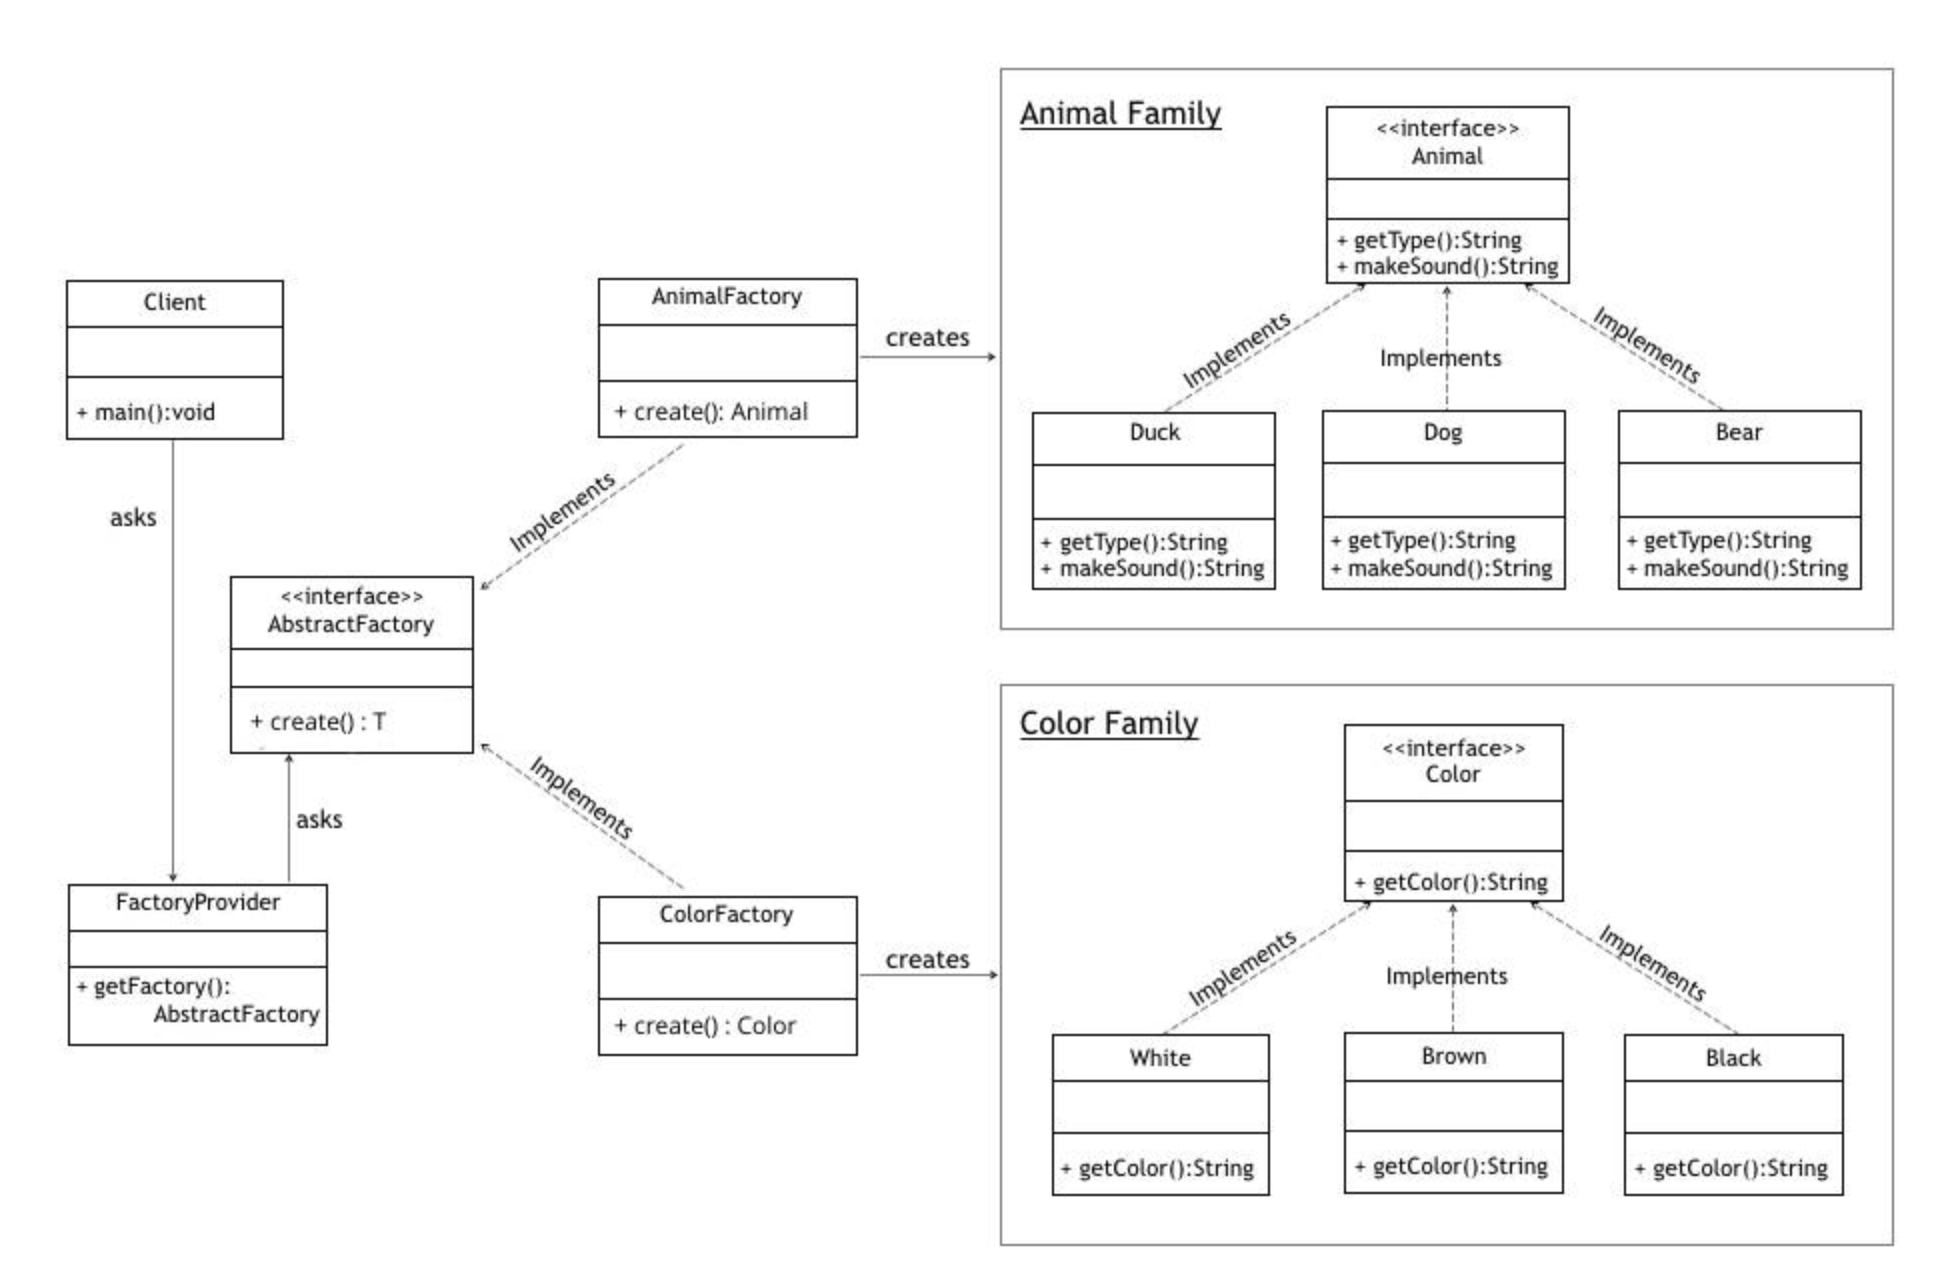 Client
+ main():void
asks
<<interface>>
AbstractFactory
+ create() : T
asks
FactoryProvider
+ getFactory():
AbstractFactory
AnimalFactory
+ create(): Animal
Implements
creates
Implements
ColorFactory
+ create() : Color
creates
Animal Family
<<interface>>
Animal
+ getType():String
+ makeSound():String
Implements
Implements
Implements
Duck
+ getType():String
+ makeSound():String
Dog
+ getType():String
+ makeSound():String
Bear
+ getType():String
+ makeSound():String
Color Family
<<interface>>
Color
+ getColor():String
Implements
Implements
Implements
White
+ getColor():String
Brown
+ getColor():String
Black
+ getColor():String